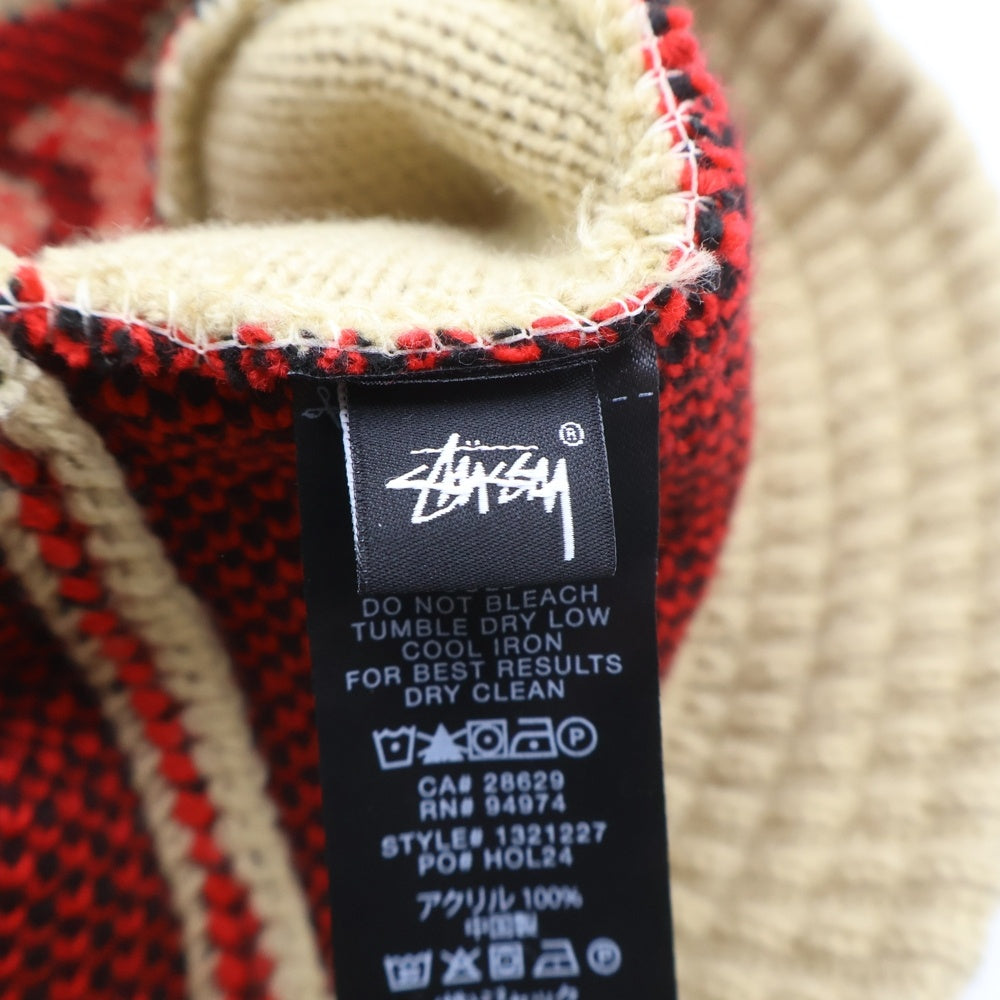 STÜSSY ®
DO NOT BLEACH
TUMBLE DRY LOW
COOL IRON
FOR BEST RESULTS
DRY CLEAN
P
CA# 28629
RN# 94974
STYLE# 1321227
PO# HOL24
アクリル 100%
中国製
P